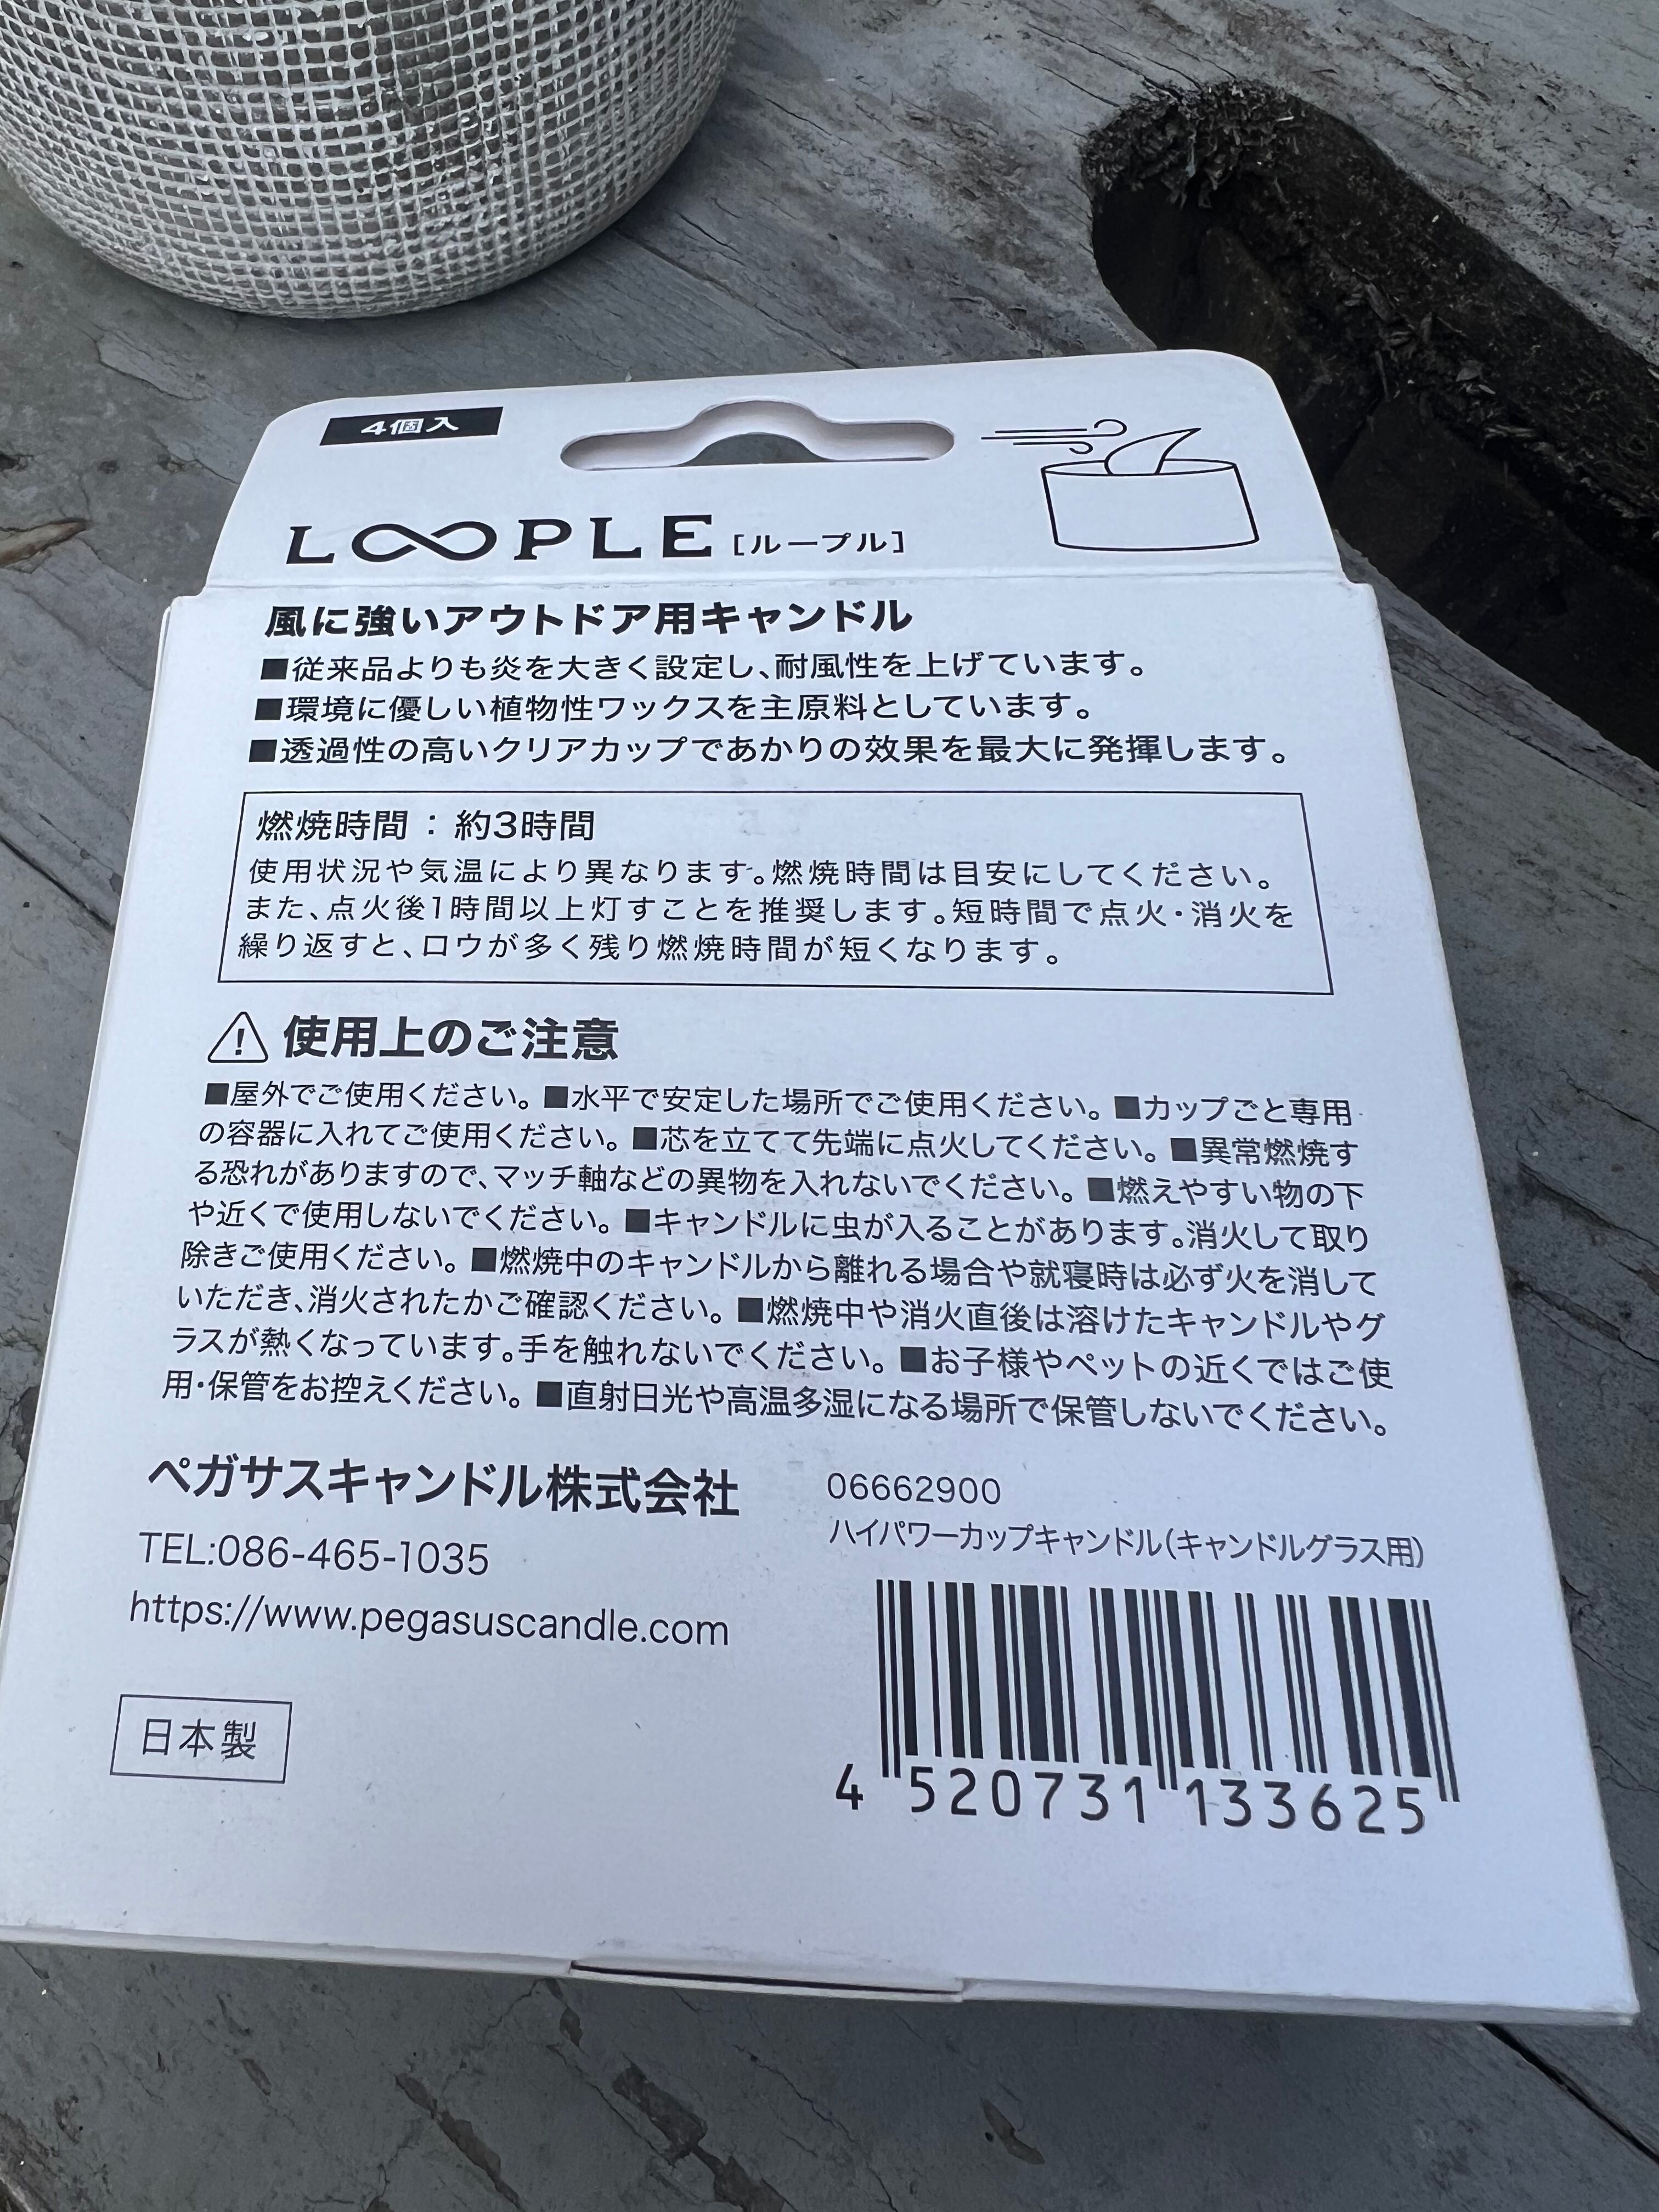 4個入
LOOPLE [ループル]
風に強いアウトドア用キャンドル
■従来品よりも炎を大きく設定し、耐風性を上げています。
■環境に優しい植物性ワックスを主原料としています。
■透過性の高いクリアカップであかりの効果を最大に発揮します。
燃焼時間：約3時間
使用状況や気温により異なります。燃焼時間は目安にしてください。
また、点火後1時間以上灯すことを推奨します。短時間で点火・消火を
繰り返すと、ロウが多く残り燃焼時間が短くなります。
使用上のご注意
■屋外でご使用ください。■水平で安定した場所でご使用ください。■カップごと専用
の容器に入れてご使用ください。■芯を立てて先端に点火してください。■異常燃焼す
る恐れがありますので、マッチ軸などの異物を入れないでください。■燃えやすい物の下
や近くで使用しないでください。■キャンドルに虫が入ることがあります。消火して取り
除きご使用ください。■燃焼中のキャンドルから離れる場合や就寝時は必ず火を消して
いただき、消火されたかご確認ください。■燃焼中や消火直後は溶けたキャンドルやグ
ラスが熱くなっています。手を触れないでください。■お子様やペットの近くではご使
用・保管をお控えください。■直射日光や高温多湿になる場所で保管しないでください。
ペガサスキャンドル株式会社
TEL:086-465-1035
https://www.pegasuscandle.com
日本製
06662900
ハイパワーカップキャンドル(キャンドルグラス用)
4 520731 133625